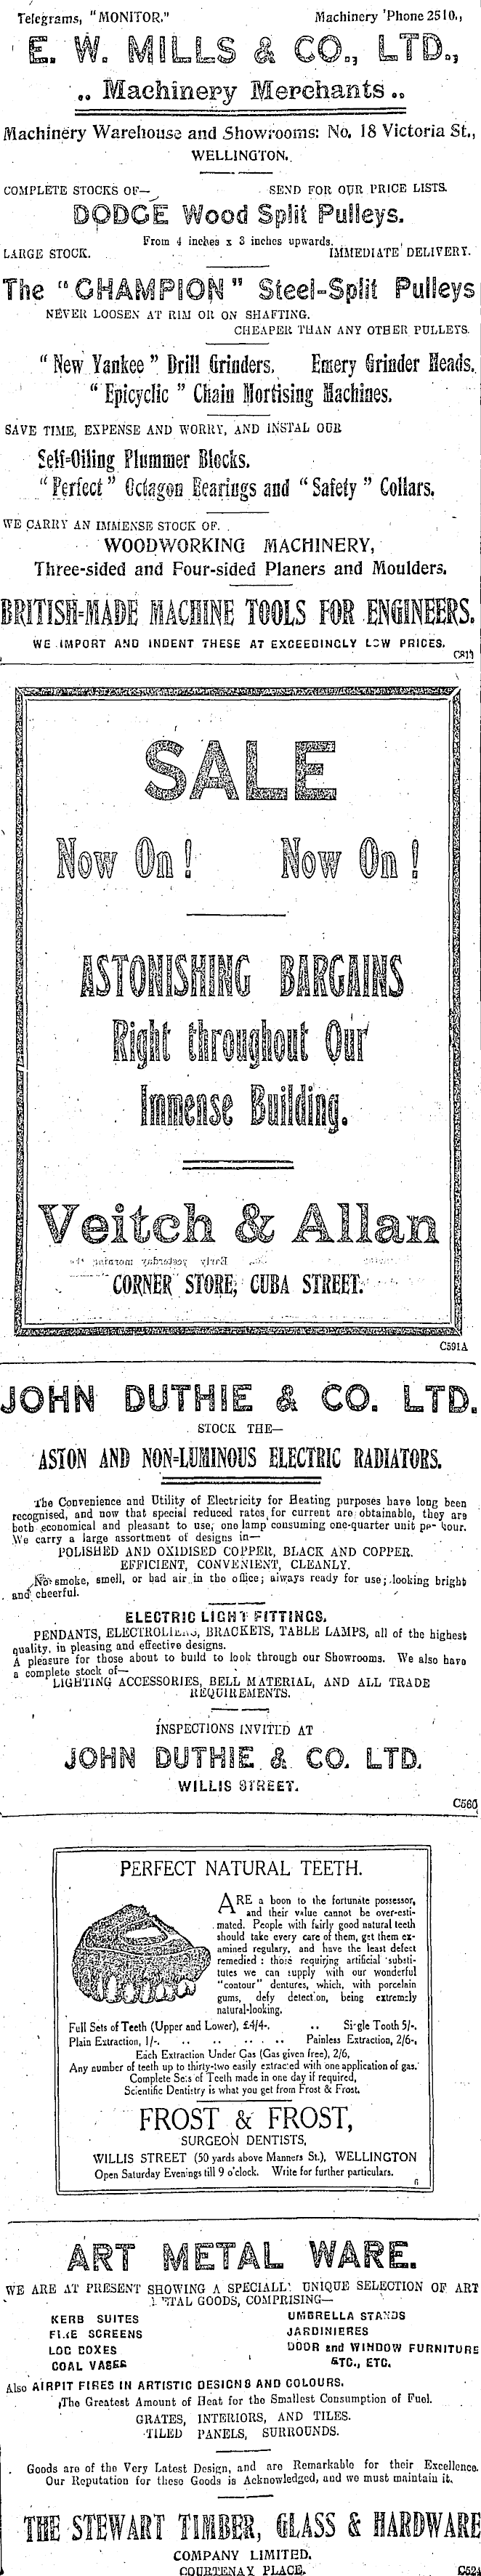 Telegrams, "MONITOR." Machinery 'Phone 2510.,
E. W. MILLS & CO., LTD.,
.. Machinery Merchants ..
Machinery Warehouse and Showrooms: No. 18 Victoria St.,
WELLINGTON.
COMPLETE STOCKS OF— SEND FOR OUR PRICE LISTS.
DODGE Wood Split Pulleys.
From 4 inches x 3 inches upwards.
LARGE STOCK. IMMEDIATE DELIVERY.
The "CHAMPION" Steel-Split Pulleys
NEVER LOOSEN AT RIM OR ON SHAFTING.
CHEAPER THAN ANY OTHER PULLEYS.
"New Yankee" Drill Grinders. Emery Grinder Heads.
"Epicyclic" Chain Mortising Machines.
SAVE TIME, EXPENSE AND WORRY, AND INSTAL OUR
Self-Oiling Plummer Blocks.
"Perfect" Octagon Bearings and "Safety" Collars.
WE CARRY AN IMMENSE STOCK OF
WOODWORKING MACHINERY,
Three-sided and Four-sided Planers and Moulders.
BRITISH-MADE MACHINE TOOLS FOR ENGINEERS.
WE IMPORT AND INDENT THESE AT EXCEEDINGLY LOW PRICES.
SALE
Now On! Now On!
ASTONISHING BARGAINS
Right throughout Our
Immense Building.
Veitch & Allan
CORNER STORE, CUBA STREET.
C591A
JOHN DUTHIE & CO. LTD.
STOCK THE—
ASTON AND NON-LUMINOUS ELECTRIC RADIATORS.
The Convenience and Utility of Electricity for Heating purposes have long been
recognised, and now that special reduced rates for current are obtainable, they are
both economical and pleasant to use; one lamp consuming one-quarter unit per hour.
We carry a large assortment of designs in—
POLISHED AND OXIDISED COPPER, BLACK AND COPPER.
EFFICIENT, CONVENIENT, CLEANLY.
No smoke, smell, or bad air in the office; always ready for use; looking bright
and cheerful.
ELECTRIC LIGHT FITTINGS.
PENDANTS, ELECTROLIERS, BRACKETS, TABLE LAMPS, all of the highest
quality, in pleasing and effective designs.
A pleasure for those about to build to look through our Showrooms. We also have
a complete stock of—
LIGHTING ACCESSORIES, BELL MATERIAL, AND ALL TRADE
REQUIREMENTS.
INSPECTIONS INVITED AT
JOHN DUTHIE & CO. LTD.
WILLIS STREET.
C560
PERFECT NATURAL TEETH.
ARE a boon to the fortunate possessor,
and their value cannot be over-esti-
mated. People with fairly good natural teeth
should take every care of them, get them ex-
amined regulary, and have the least defect
remedied: those requiring artificial substi-
tutes we can supply with our wonderful
"contour" dentures, which, with porcelain
gums, defy detection, being extremely
natural-looking.
Full Sets of Teeth (Upper and Lower), £4/4-. .. Single Tooth 5/-.
Plain Extraction, 1/-. .. .. .. .. .. Painless Extraction, 2/6-.
Each Extraction Under Gas (Gas given free), 2/6.
Any number of teeth up to thirty-two easily extracted with one application of gas.
Complete Sets of Teeth made in one day if required.
Scientific Dentistry is what you get from Frost & Frost.
FROST & FROST,
SURGEON DENTISTS,
WILLIS STREET (50 yards above Manners St.), WELLINGTON
Open Saturday Evenings till 9 o'clock. Write for further particulars.
ART METAL WARE.
WE ARE AT PRESENT SHOWING A SPECIALLY UNIQUE SELECTION OF ART
METAL GOODS, COMPRISING—
KERB SUITES UMBRELLA STANDS
FIRE SCREENS JARDINIERES
LOG BOXES DOOR and WINDOW FURNITURE
COAL VASES ETC., ETC.
Also AIRPIT FIRES IN ARTISTIC DESIGNS AND COLOURS.
The Greatest Amount of Heat for the Smallest Consumption of Fuel.
GRATES, INTERIORS, AND TILES.
TILED PANELS, SURROUNDS.
Goods are of the Very Latest Design, and are Remarkable for their Excellence.
Our Reputation for these Goods is Acknowledged, and we must maintain it.
THE STEWART TIMBER, GLASS & HARDWARE
COMPANY LIMITED.
COURTENAY PLACE.